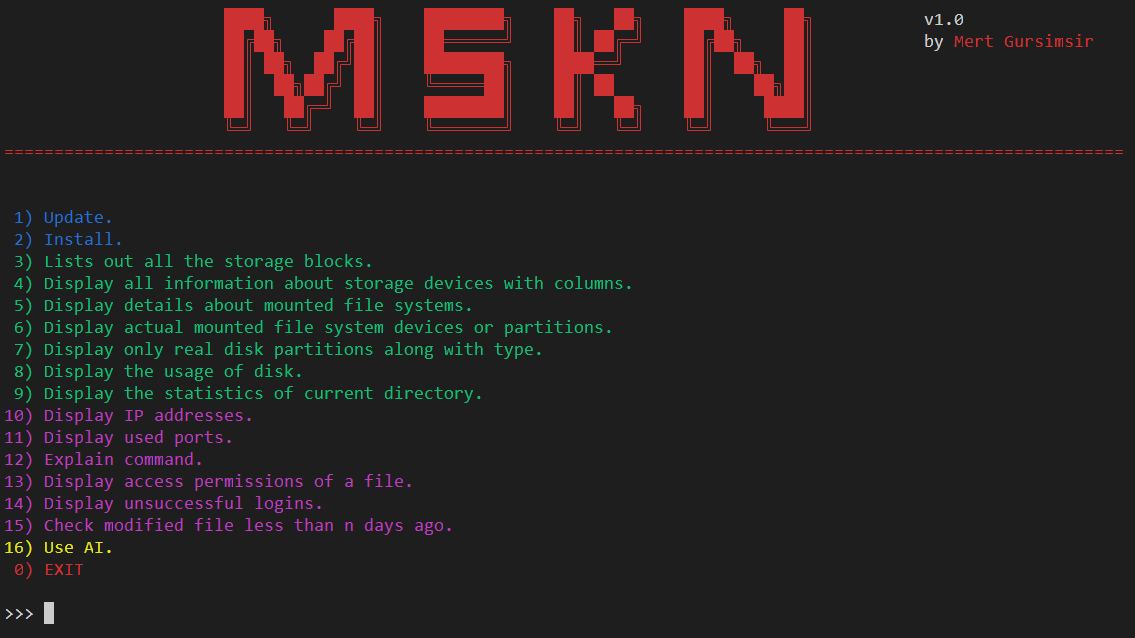 MSKN
v1.0
by Mert Gursimsir
================================================================================================================
1) Update.
2) Install.
3) Lists out all the storage blocks.
4) Display all information about storage devices with columns.
5) Display details about mounted file systems.
6) Display actual mounted file system devices or partitions.
7) Display only real disk partitions along with type.
8) Display the usage of disk.
9) Display the statistics of current directory.
10) Display IP addresses.
11) Display used ports.
12) Explain command.
13) Display access permissions of a file.
14) Display unsuccessful logins.
15) Check modified file less than n days ago.
16) Use AI.
0) EXIT
>>>